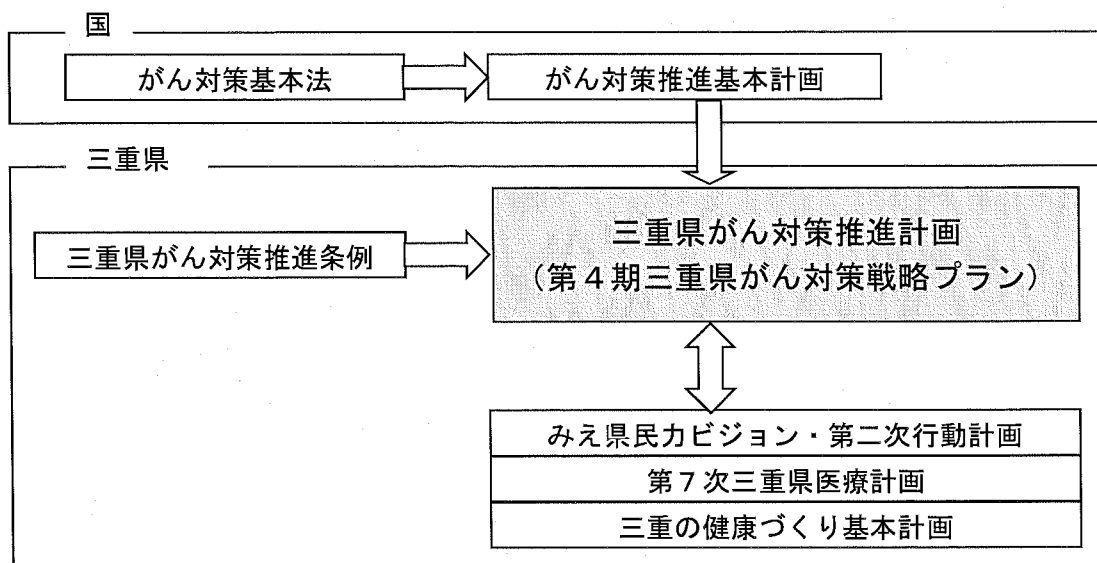 国
がん対策基本法
がん対策推進基本計画
三重県
三重県がん対策推進条例
三重県がん対策推進計画
（第４期三重県がん対策戦略プラン）
みえ県民力ビジョン・第二次行動計画
第７次三重県医療計画
三重の健康づくり基本計画